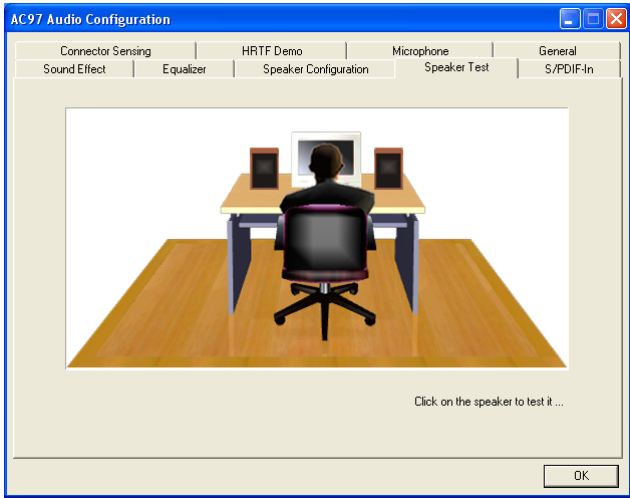 AC97 Audio Configuration
Connector Sensing HRTF Demo Microphone General
Sound Effect Equalizer Speaker Configuration Speaker Test S/PDIF-In
Click on the speaker to test it ...
OK